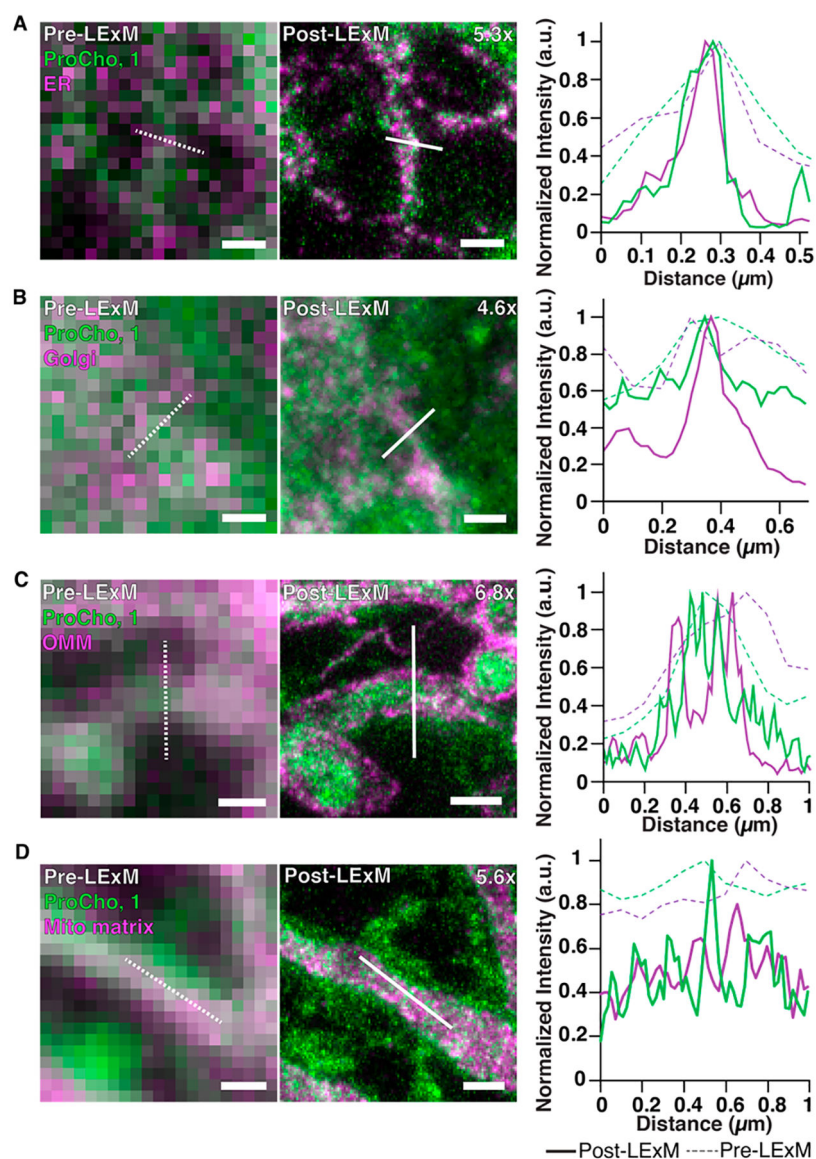 A
Pre-LExM
ProCho, 1
ER
Post-LExM
5.3x
Normalized Intensity (a.u.)
1
0.8
0.6
0.4
0.2
0
0
0.1
0.2
0.3
0.4
0.5
Distance (µm)
B
Pre-LExM
ProCho, 1
Golgi
Post-LExM
4.6x
Normalized Intensity (a.u.)
1
0.8
0.6
0.4
0.2
0
0
0.2
0.4
0.6
Distance (µm)
C
Pre-LExM
ProCho, 1
OMM
Post-LExM
6.8x
Normalized Intensity (a.u.)
1
0.8
0.6
0.4
0.2
0
0
0.2
0.4
0.6
0.8
1
Distance (µm)
D
Pre-LExM
ProCho, 1
Mito matrix
Post-LExM
5.6x
Normalized Intensity (a.u.)
1
0.8
0.6
0.4
0.2
0
0
0.2
0.4
0.6
0.8
1
Distance (µm)
Post-LExM
Pre-LExM